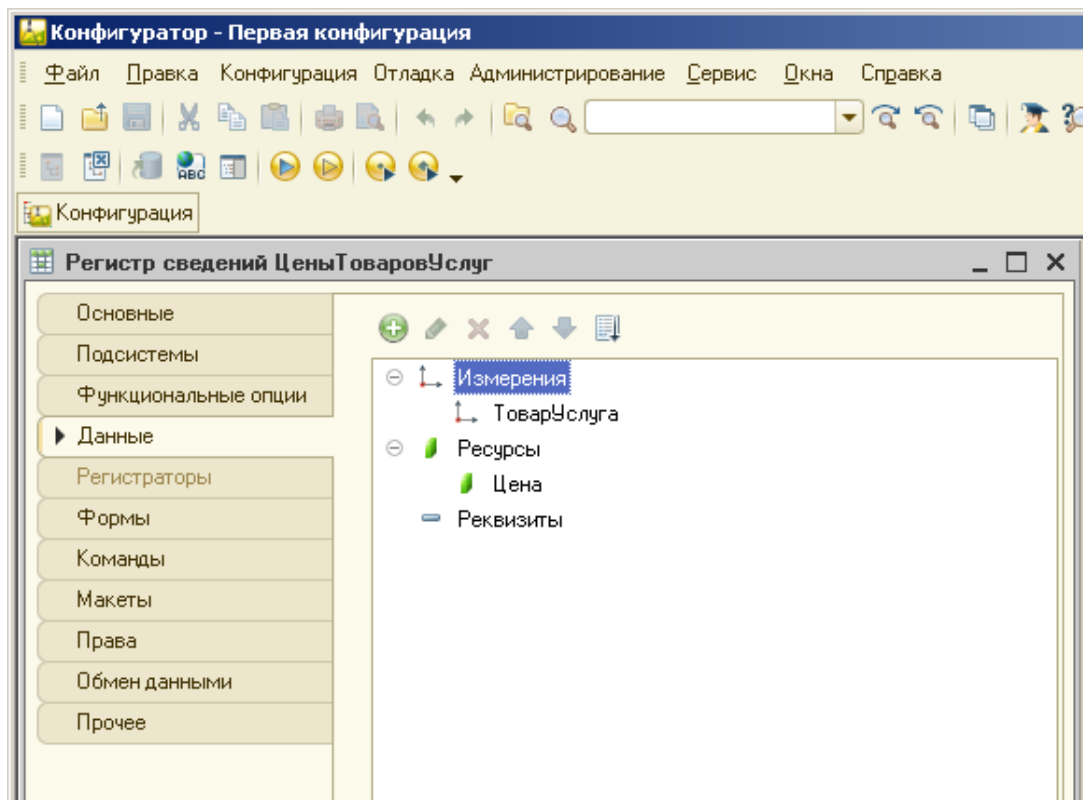 Конфигуратор - Первая конфигурация
Файл Правка Конфигурация Отладка Администрирование Сервис Окна Справка
ABC
Конфигурация
Регистр сведений ЦеныТоваровУслуг
Основные
Подсистемы
Функциональные опции
Данные
Регистраторы
Формы
Команды
Макеты
Права
Обмен данными
Прочее
Измерения
ТоварУслуга
Ресурсы
Цена
Реквизиты